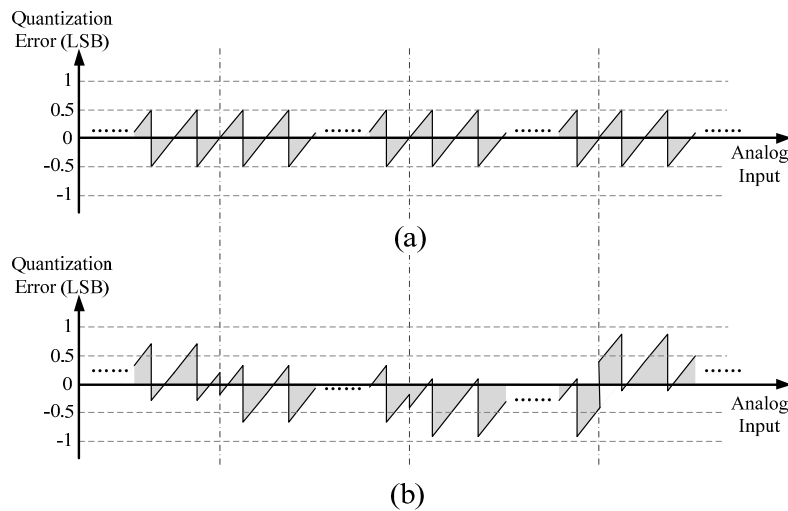 Quantization
Error (LSB)
1
0.5
0
-0.5
-1
Analog
Input
(a)
Quantization
Error (LSB)
1
0.5
0
-0.5
-1
Analog
Input
(b)